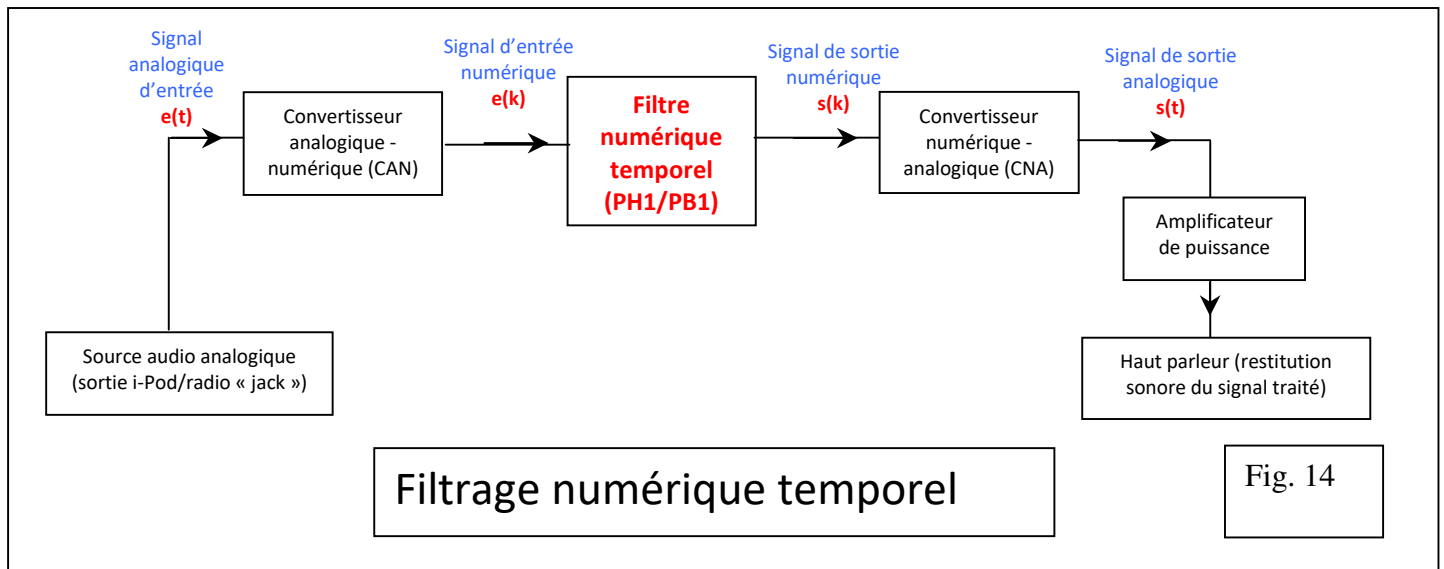 Signal
analogique
d’entrée
e(t)
Convertisseur
analogique -
numérique (CAN)
Signal d’entrée
numérique
e(k)
Filtre
numérique
temporel
(PH1/PB1)
Signal de sortie
numérique
s(k)
Convertisseur
numérique -
analogique (CNA)
Signal de sortie
analogique
s(t)
Amplificateur
de puissance
Source audio analogique
(sortie i-Pod/radio « jack »)
Haut parleur (restitution
sonore du signal traité)
Filtrage numérique temporel
Fig. 14